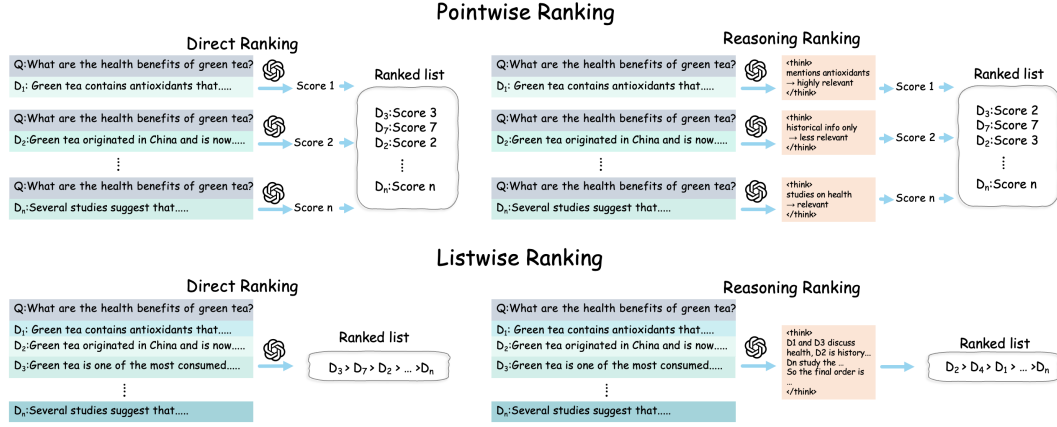 Pointwise Ranking
Direct Ranking
Q:What are the health benefits of green tea?
D1: Green tea contains antioxidants that.....
Score 1
Q:What are the health benefits of green tea?
D2:Green tea originated in China and is now....
Score 2
⋮
Q:What are the health benefits of green tea?
Dn:Several studies suggest that.....
Score n
Ranked list
D3:Score 3
D7:Score 7
D2:Score 2
⋮
Dn:Score n
Reasoning Ranking
Q:What are the health benefits of green tea?
D1: Green tea contains antioxidants that.....
<think>
mentions antioxidants
→ highly relevant
</think>
Score 1
Q:What are the health benefits of green tea?
D2:Green tea originated in China and is now....
<think>
historical info only
→ less relevant
</think>
Score 2
⋮
Q:What are the health benefits of green tea?
Dn:Several studies suggest that.....
<think>
studies on health
→ relevant
</think>
Score n
Ranked list
D3:Score 2
D7:Score 7
D2:Score 3
⋮
Dn:Score n
Listwise Ranking
Direct Ranking
Q:What are the health benefits of green tea?
D1: Green tea contains antioxidants that.....
D2:Green tea originated in China and is now....
D3:Green tea is one of the most consumed.....
⋮
Dn:Several studies suggest that.....
Ranked list
D3 > D7 > D2 > ... >Dn
Reasoning Ranking
Q:What are the health benefits of green tea?
D1: Green tea contains antioxidants that.....
D2:Green tea originated in China and is now....
D3:Green tea is one of the most consumed.....
⋮
Dn:Several studies suggest that.....
<think>
D1 and D3 discuss
health, D2 is history...
Dn study the ...
So the final order is
...
</think>
Ranked list
D2 > D4 > D1 > ... >Dn